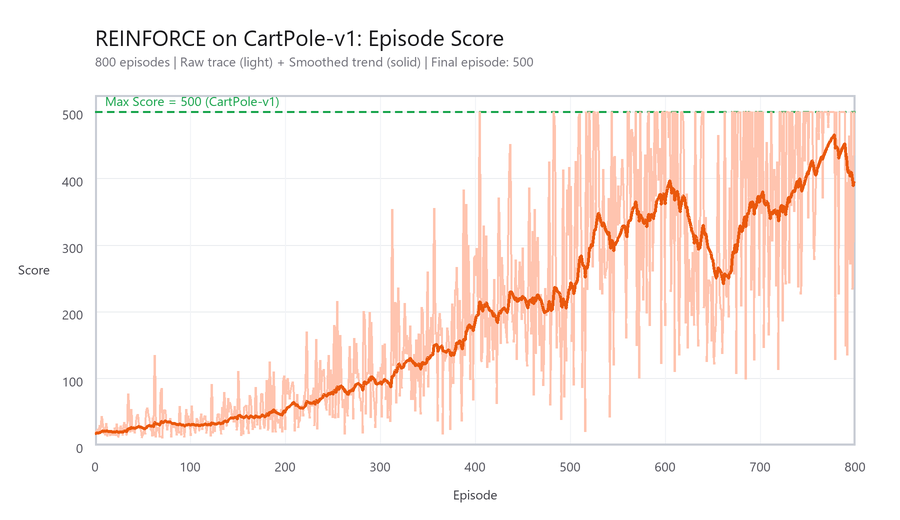 REINFORCE on CartPole-v1: Episode Score
800 episodes | Raw trace (light) + Smoothed trend (solid) | Final episode: 500
Max Score = 500 (CartPole-v1)
500
400
300
Score
200
100
0
0 100 200 300 400 500 600 700 800
Episode